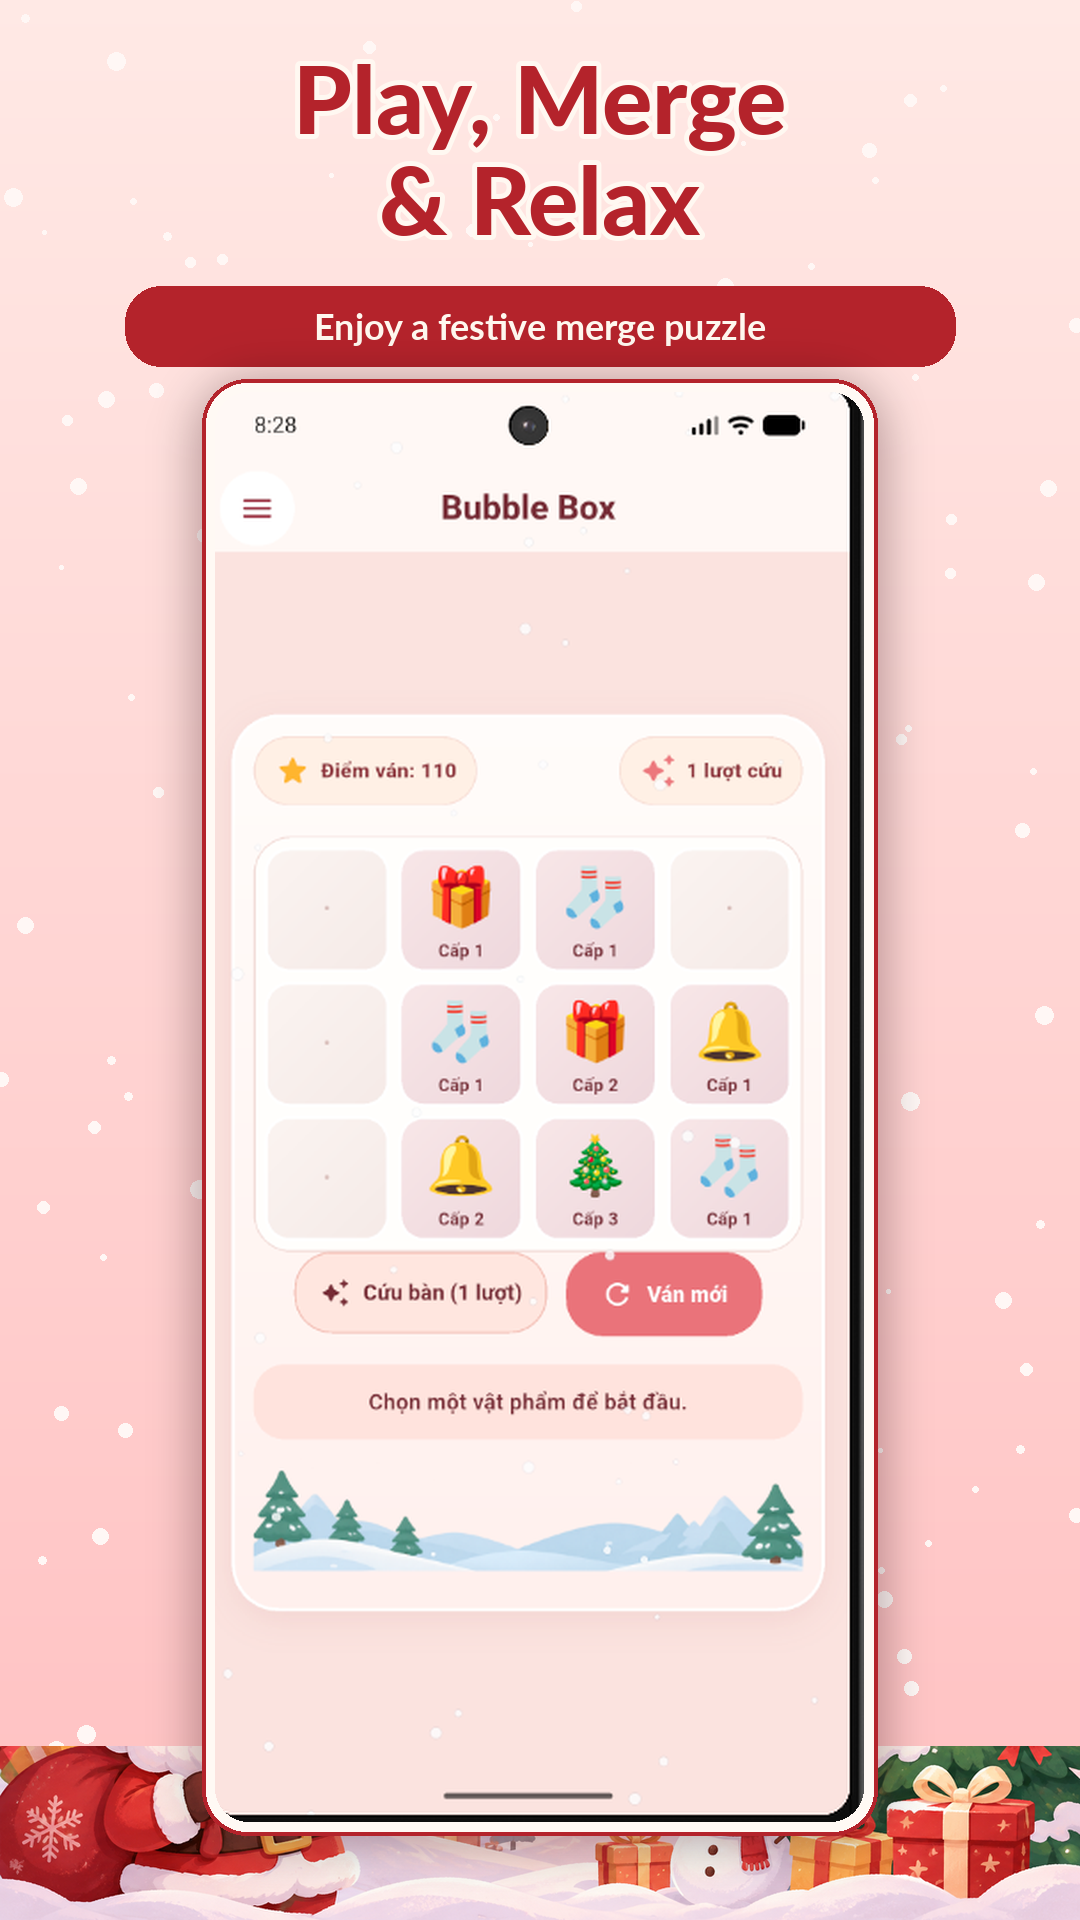 Play, Merge
& Relax
Enjoy a festive merge puzzle
8:28
Bubble Box
Điểm ván: 110
1 lượt cứu
Cấp 1
Cấp 1
Cấp 1
Cấp 2
Cấp 1
Cấp 2
Cấp 3
Cấp 1
Cứu bàn (1 lượt)
Ván mới
Chọn một vật phẩm để bắt đầu.